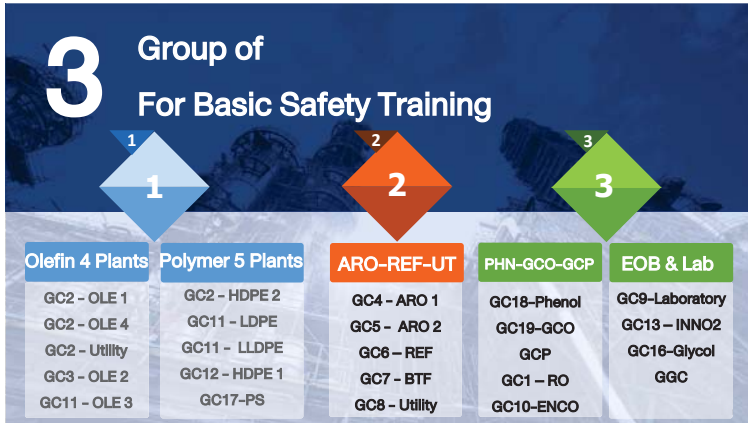 3
Group of
For Basic Safety Training
1
1
2
2
3
3
Olefin 4 Plants
GC2 - OLE 1
GC2 - OLE 4
GC2 - Utility
GC3 - OLE 2
GC11 - OLE 3
Polymer 5 Plants
GC2 - HDPE 2
GC11 - LDPE
GC11 - LLDPE
GC12 - HDPE 1
GC17-PS
ARO-REF-UT
GC4 - ARO 1
GC5 - ARO 2
GC6 – REF
GC7 - BTF
GC8 - Utility
PHN-GCO-GCP
GC18-Phenol
GC19-GCO
GCP
GC1 – RO
GC10-ENCO
EOB & Lab
GC9-Laboratory
GC13 – INNO2
GC16-Glycol
GGC